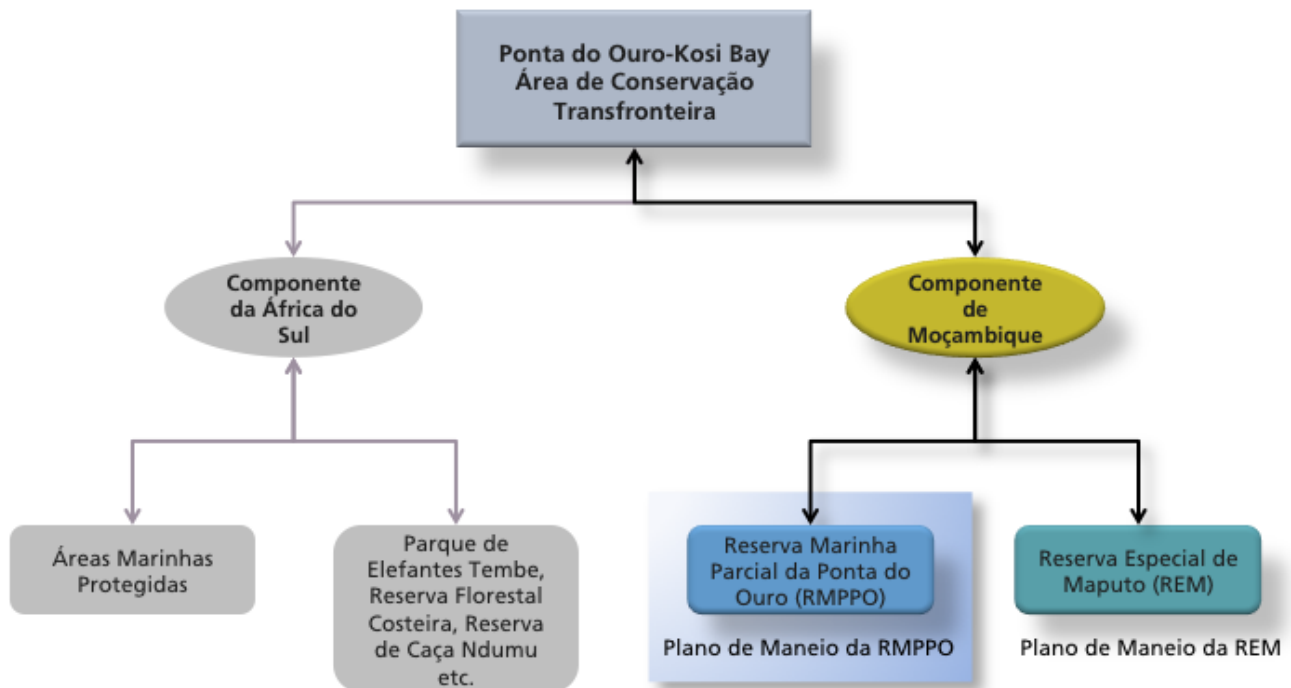 Ponta do Ouro-Kosi Bay
Área de Conservação
Transfronteira
Componente
da África do
Sul
Componente
de
Moçambique
Áreas Marinhas
Protegidas
Parque de
Elefantes Tembe,
Reserva Florestal
Costeira, Reserva
de Caça Ndumu
etc.
Reserva Marinha
Parcial da Ponta do
Ouro (RMPPO)
Plano de Maneio da RMPPO
Reserva Especial de
Maputo (REM)
Plano de Maneio da REM